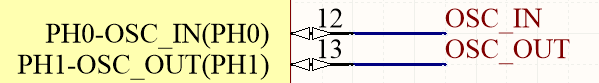 PH0-OSC_IN(PH0) 12 OSC_IN
PH1-OSC_OUT(PH1) 13 OSC_OUT